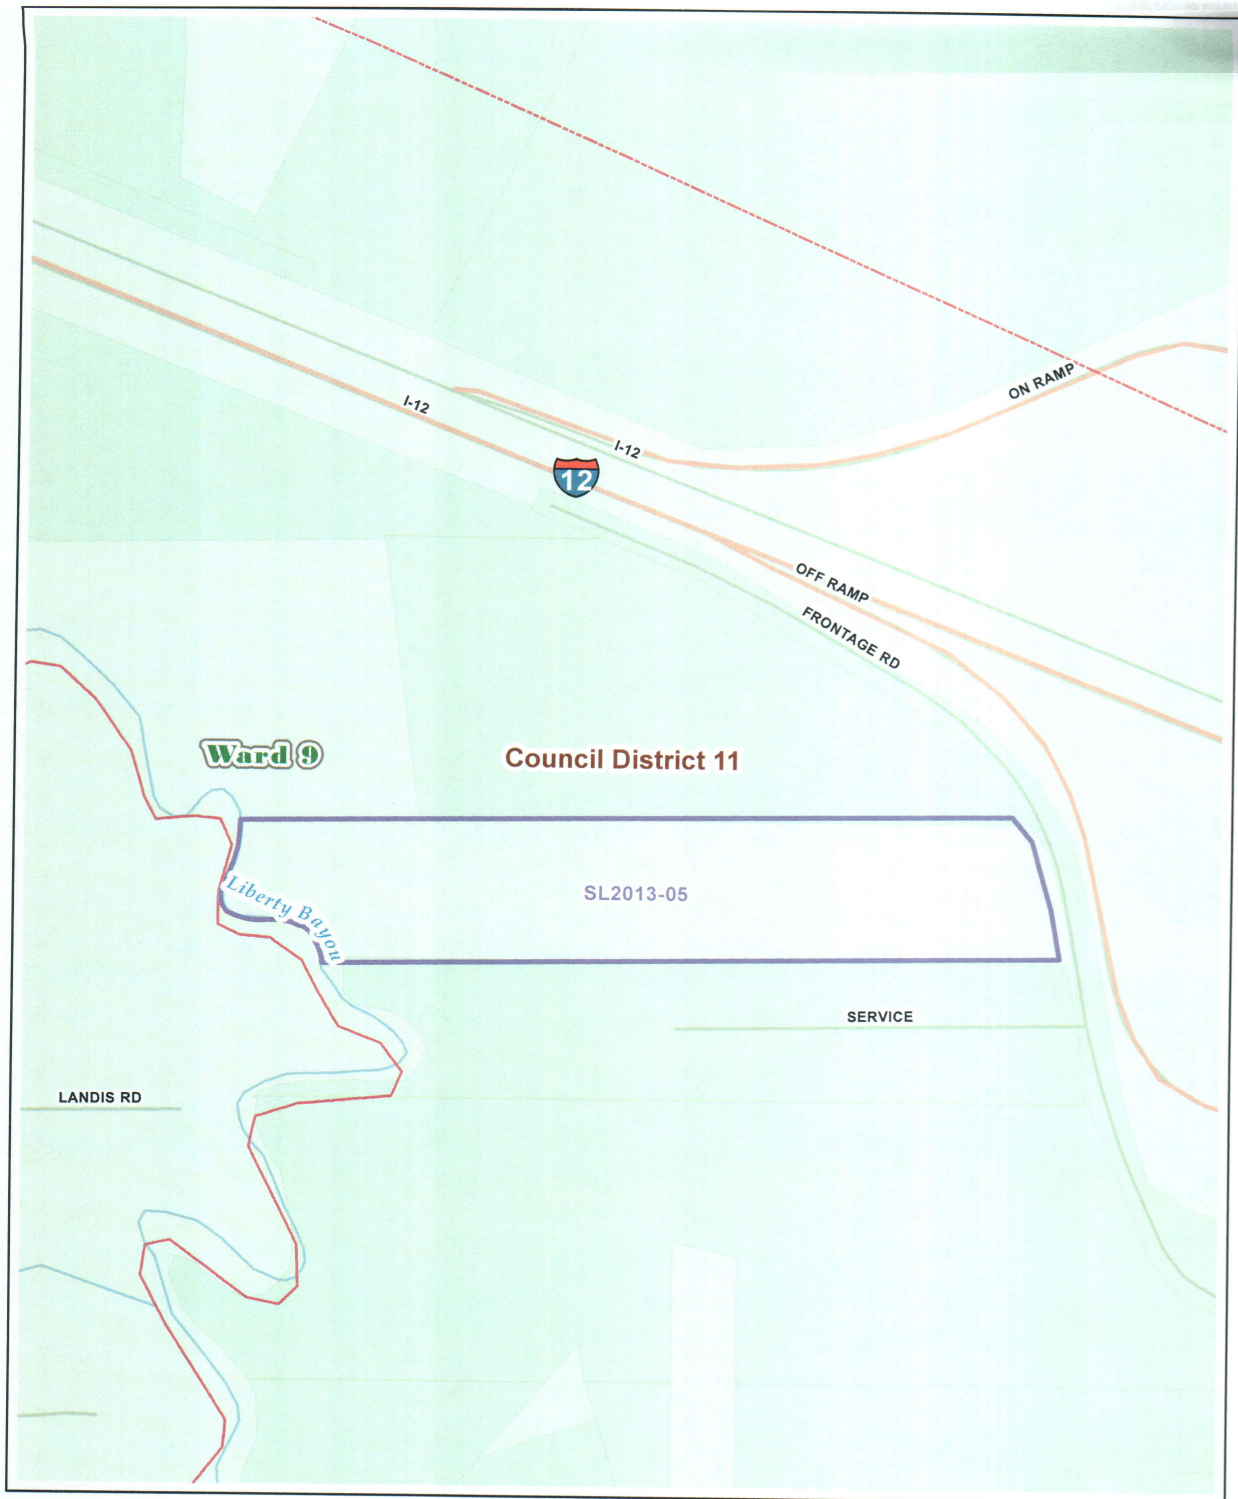 ON RAMP
I-12
I-12
12
OFF RAMP
FRONTAGE RD
Ward 9
Council District 11
Liberty Bayou
SL2013-05
SERVICE
LANDIS RD